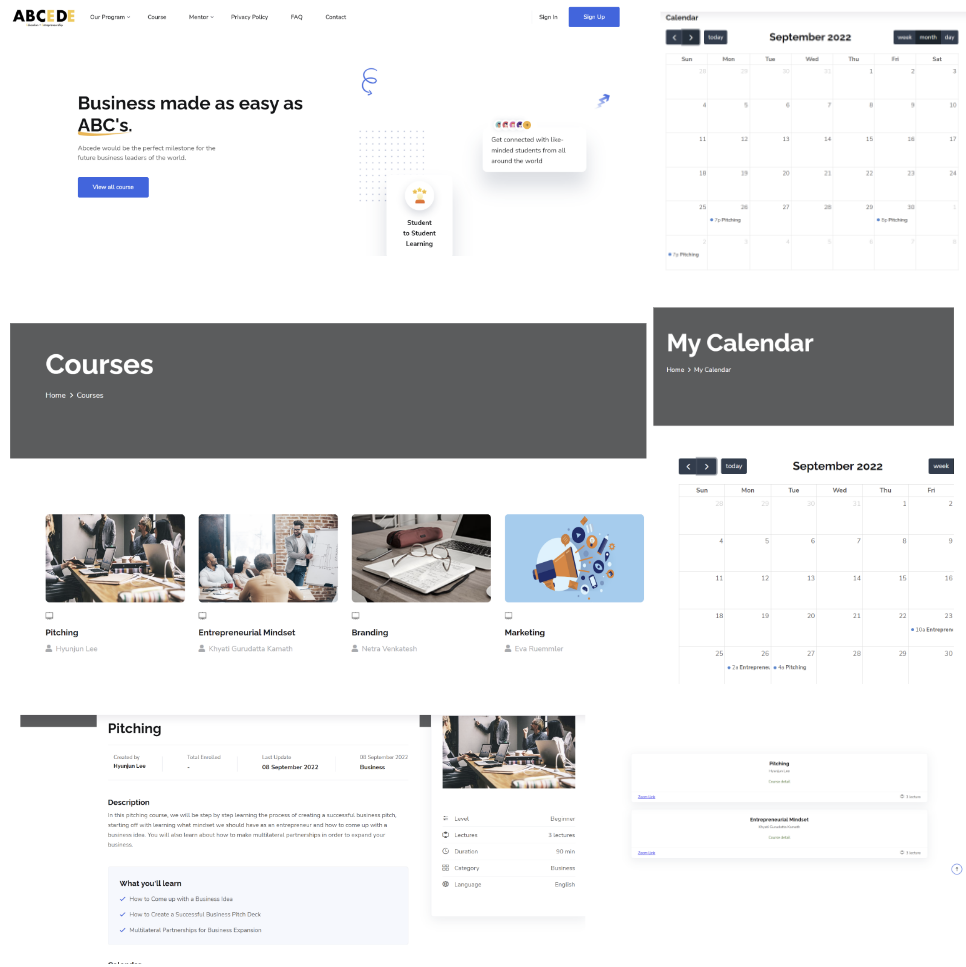 ABCEDE
Our Program
Course
Mentor
Privacy Policy
FAQ
Contact
Sign In
Sign Up
Business made as easy as
ABC's.
Abcede would be the perfect milestone for the
future business leaders of the world.
View all course
Get connected with like-
minded students from all
around the world
Student
to Student
Learning
Calendar
today
September 2022
week month day
Sun Mon Tue Wed Thu Fri Sat
28 29 30 31 1 2 3
4 5 6 7 8 9 10
11 12 13 14 15 16 17
18 19 20 21 22 23 24
25 26 27 28 29 30 1
7p Pitching
8p Pitching
2 3 4 5 6 7 8
7p Pitching
Courses
Home > Courses
My Calendar
Home > My Calendar
today
September 2022
week
Sun Mon Tue Wed Thu Fri
28 29 30 31 1 2
4 5 6 7 8 9
11 12 13 14 15 16
18 19 20 21 22 23
10a Entrepren
25 26 27 28 29 30
2a Entreprene
4a Pitching
Pitching
Hyunjun Lee
Entrepreneurial Mindset
Khyati Gurudatta Kamath
Branding
Netra Venkatesh
Marketing
Eva Ruemmler
Pitching
Created by
Hyunjun Lee
Total Enrolled
-
Last Update
08 September 2022
08 September 2022
Business
Description
In this pitching course, we will be step by step learning the process of creating a successful business pitch,
starting off with learning what mindset we should have as an entrepreneur and how to come up with a
business idea. You will also learn about how to make multilateral partnerships in order to expand your
business.
What you'll learn
How to Come up with a Business Idea
How to Create a Successful Business Pitch Deck
Multilateral Partnerships for Business Expansion
Level Beginner
Lectures 3 lectures
Duration 90 min
Category Business
Language English
Pitching
Hyunjun Lee
Course detail
Zoom Link
3 lecture
Entrepreneurial Mindset
Khyati Gurudatta Kamath
Course detail
Zoom Link
3 lecture